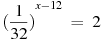 (1/32)^{x−12} = 2